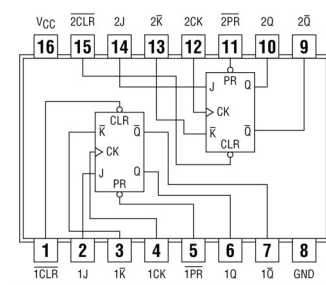 VCC 2CLR 2J 2K̅ 2CK 2PR 2Q 2Q̅
16 15 14 13 12 11 10 9
PR
J Q
CK
CLR
K̅ Q̅
K̅ Q̅
CLR
CK
J Q
PR
1 2 3 4 5 6 7 8
1CLR 1J 1K̅ 1CK 1PR 1Q 1Q̅ GND